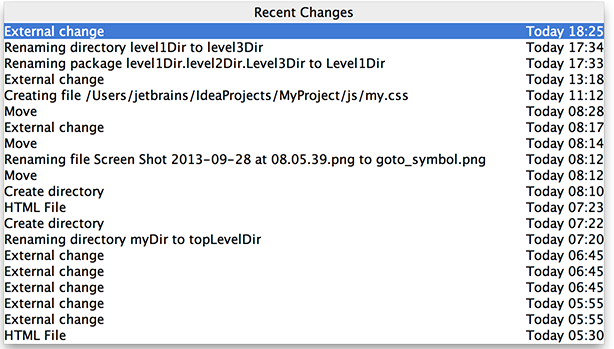 Recent Changes
External change Today 18:25
Renaming directory level1Dir to level3Dir Today 17:34
Renaming package level1Dir.level2Dir.Level3Dir to Level1Dir Today 17:33
External change Today 13:18
Creating file /Users/jetbrains/IdeaProjects/MyProject/js/my.css Today 11:12
Move Today 08:28
External change Today 08:17
Move Today 08:14
Renaming file Screen Shot 2013-09-28 at 08.05.39.png to goto_symbol.png Today 08:12
Move Today 08:12
Create directory Today 08:10
HTML File Today 07:23
Create directory Today 07:22
Renaming directory myDir to topLevelDir Today 07:20
External change Today 06:45
External change Today 06:45
External change Today 06:45
External change Today 05:55
External change Today 05:55
HTML File Today 05:30